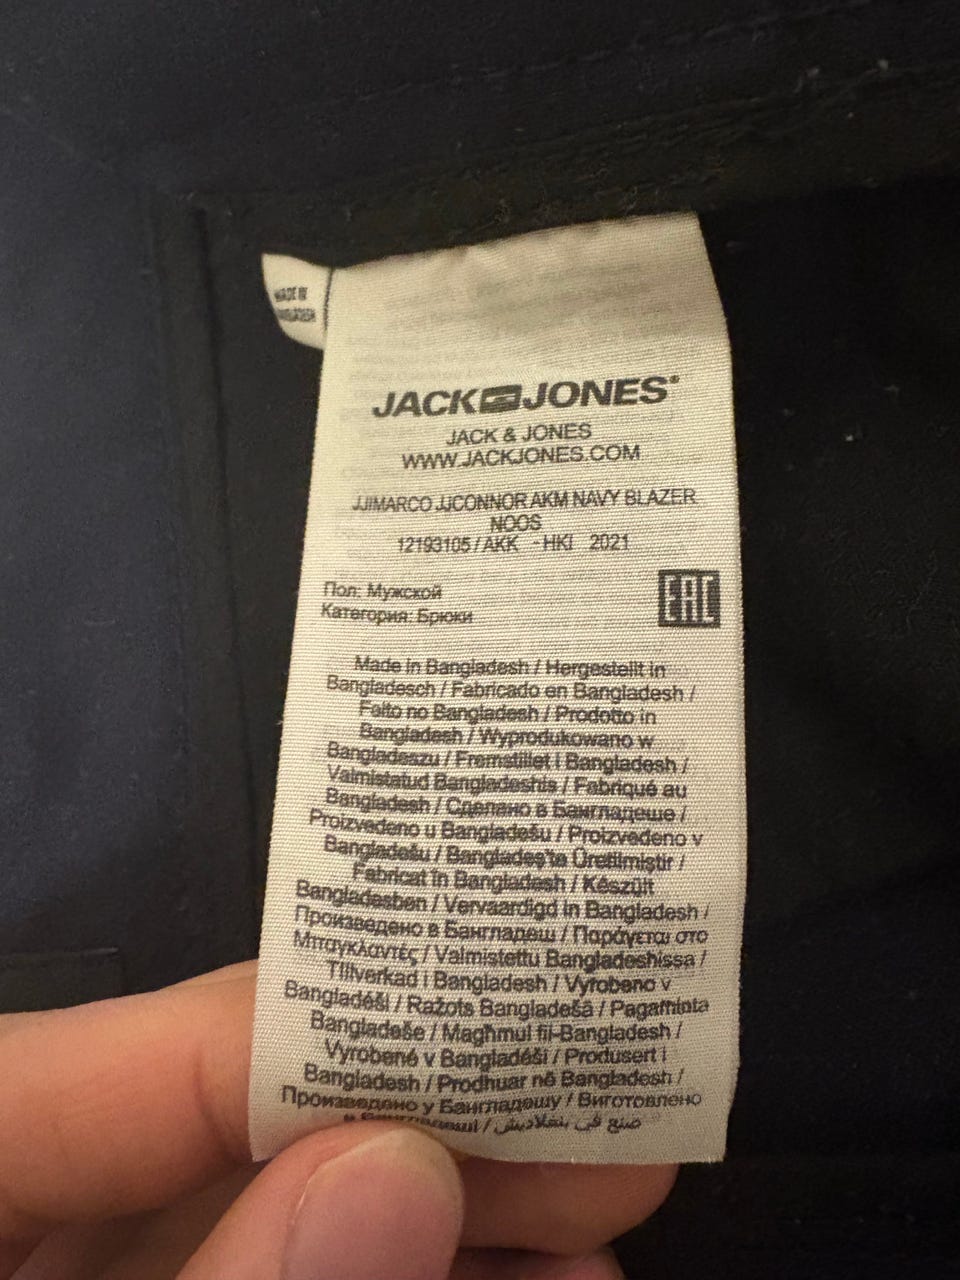 MADE IN
BANGLADESH
JACK JONES®
JACK & JONES
WWW.JACKJONES.COM
JJIMARCO JJCONNOR AKM NAVY BLAZER
NOOS
12193105 / AKK - HKI 2021
Пол: Мужской
Категория: Брюки
EAC
Made in Bangladesh / Hergestellt in
Bangladesch / Fabricado en Bangladesh /
Feito no Bangladesh / Prodotto in
Bangladesh / Wyprodukowano w
Bangladeszu / Fremstillet i Bangladesh /
Valmistatud Bangladeshis / Fabriqué au
Bangladesh / Сделано в Бангладеше /
Proizvedeno u Bangladešu / Proizvedeno v
Bangladešu / Bangladeş'te Üretilmiştir /
Fabricat în Bangladesh / Készült
Bangladesben / Vervaardigd in Bangladesh /
Произведено в Бангладеш / Παράγεται στο
Μπαγκλαντές / Valmistettu Bangladeshissa /
Tillverkad i Bangladesh / Vyrobeno v
Bangladéši / Ražots Bangladešā / Pagaminta
Bangladeše / Magħmul fil-Bangladesh /
Vyrobené v Bangladéši / Produsert i
Bangladesh / Prodhuar në Bangladesh /
Произведено у Бангладешу / Виготовлено
в Бангладеші / صنع في بنغلاديش